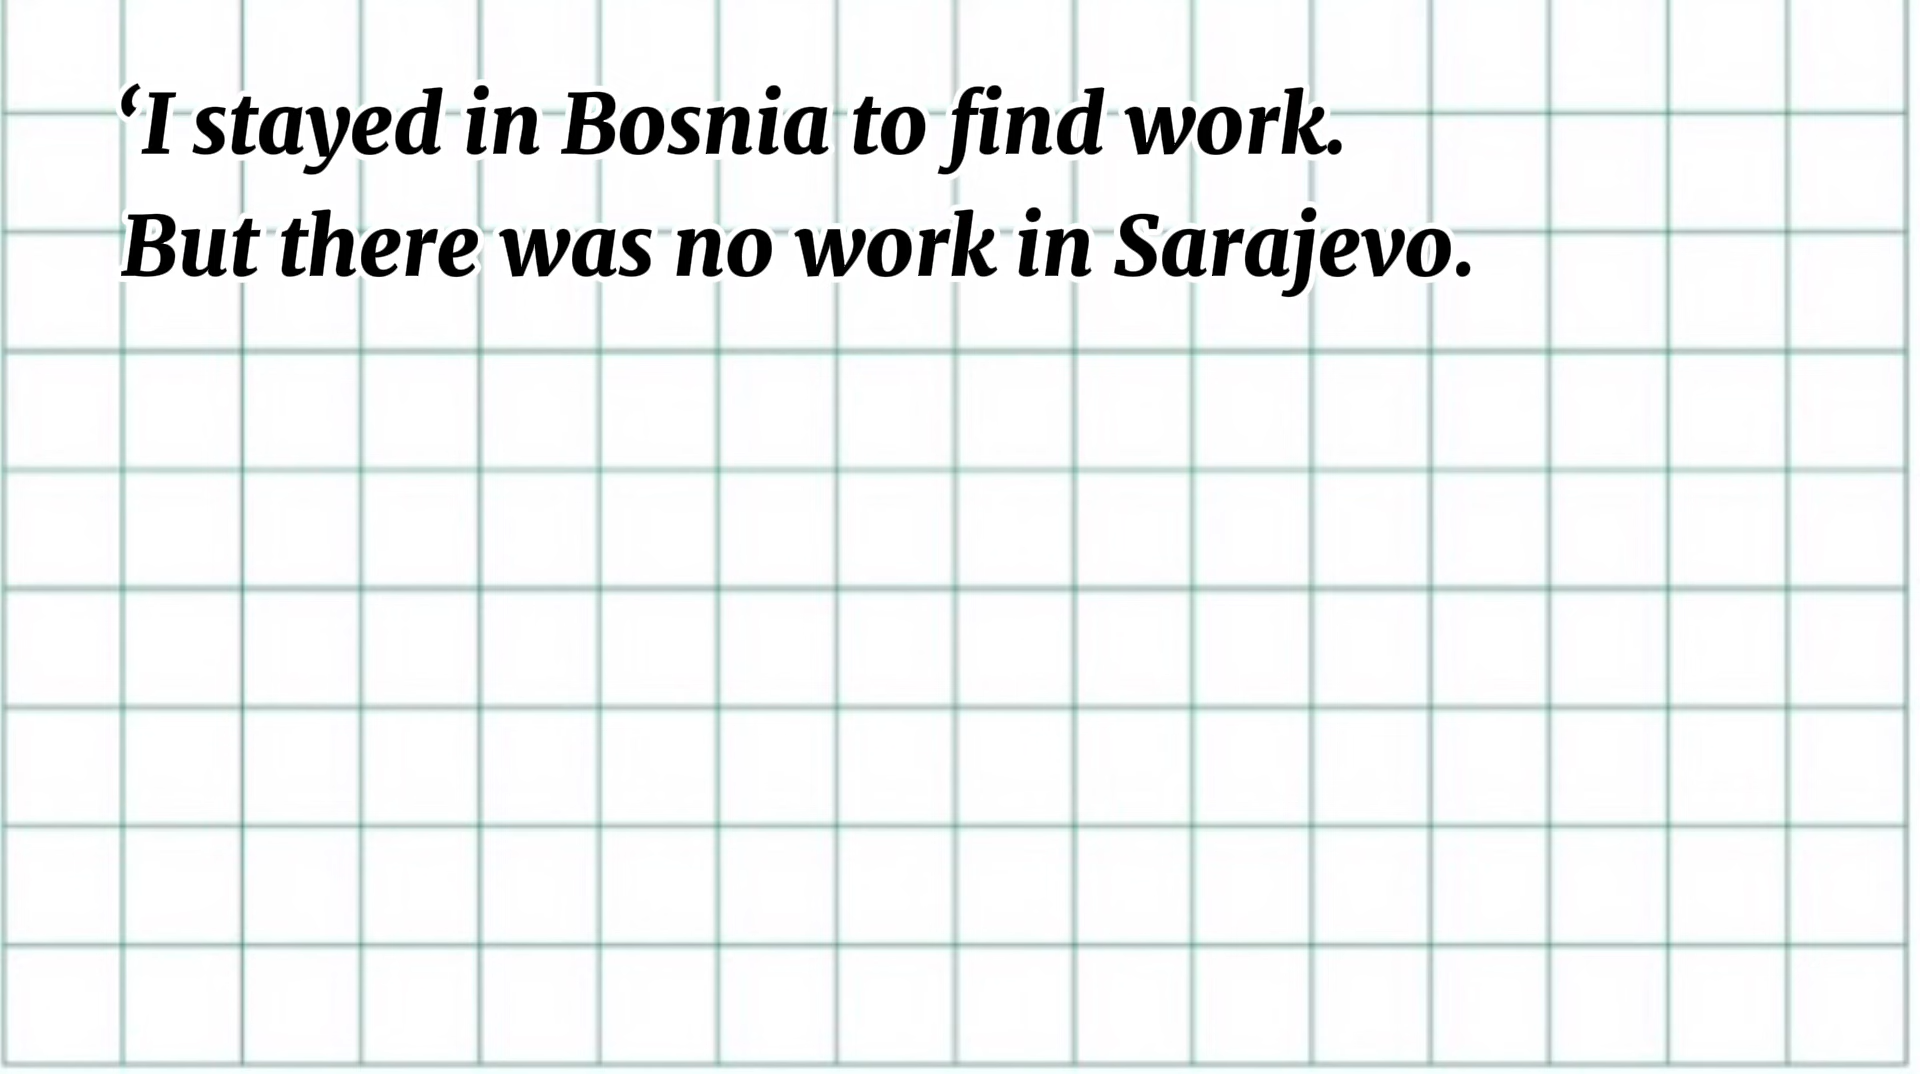 ‘I stayed in Bosnia to find work.
But there was no work in Sarajevo.